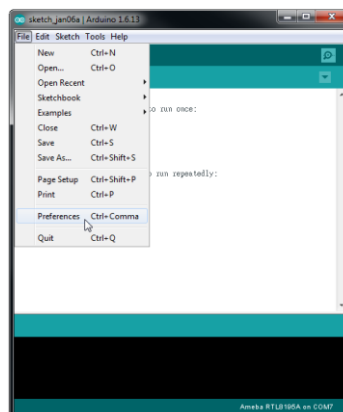 sketch_jan06a | Arduino 1.6.13
File Edit Sketch Tools Help
New Ctrl+N
Open... Ctrl+O
Open Recent
Sketchbook
Examples
Close Ctrl+W
Save Ctrl+S
Save As... Ctrl+Shift+S
Page Setup Ctrl+Shift+P
Print Ctrl+P
Preferences Ctrl+Comma
Quit Ctrl+Q
o run once:
o run repeatedly:
Ameba RTL8195A on COM7